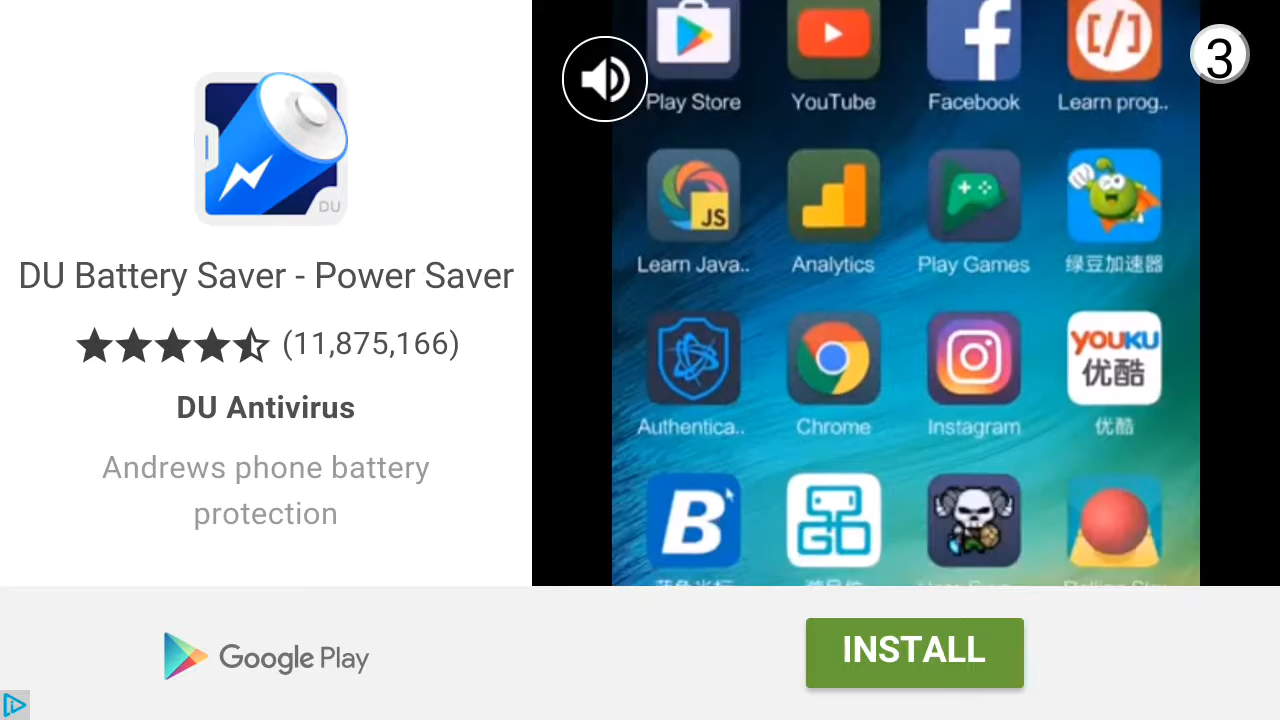 DU
DU Battery Saver - Power Saver
(11,875,166)
DU Antivirus
Andrews phone battery
protection
3
Play Store
YouTube
Facebook
[/]
Learn prog..
JS
Learn Java..
Analytics
Play Games
绿豆加速器
YOUKU
优酷
Authentica..
Chrome
Instagram
优酷
B
GO
Google Play
INSTALL